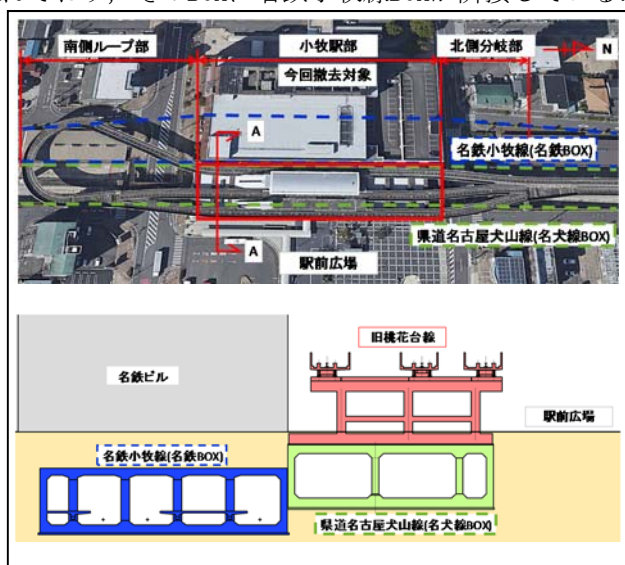 南側ループ部
小牧駅部
北側分岐部
N
今回撤去対象
A
名鉄小牧線(名鉄BOX)
県道名古屋犬山線(名犬線BOX)
A
駅前広場
旧桃花台線
名鉄ビル
駅前広場
名鉄小牧線(名鉄BOX)
県道名古屋犬山線(名犬線BOX)